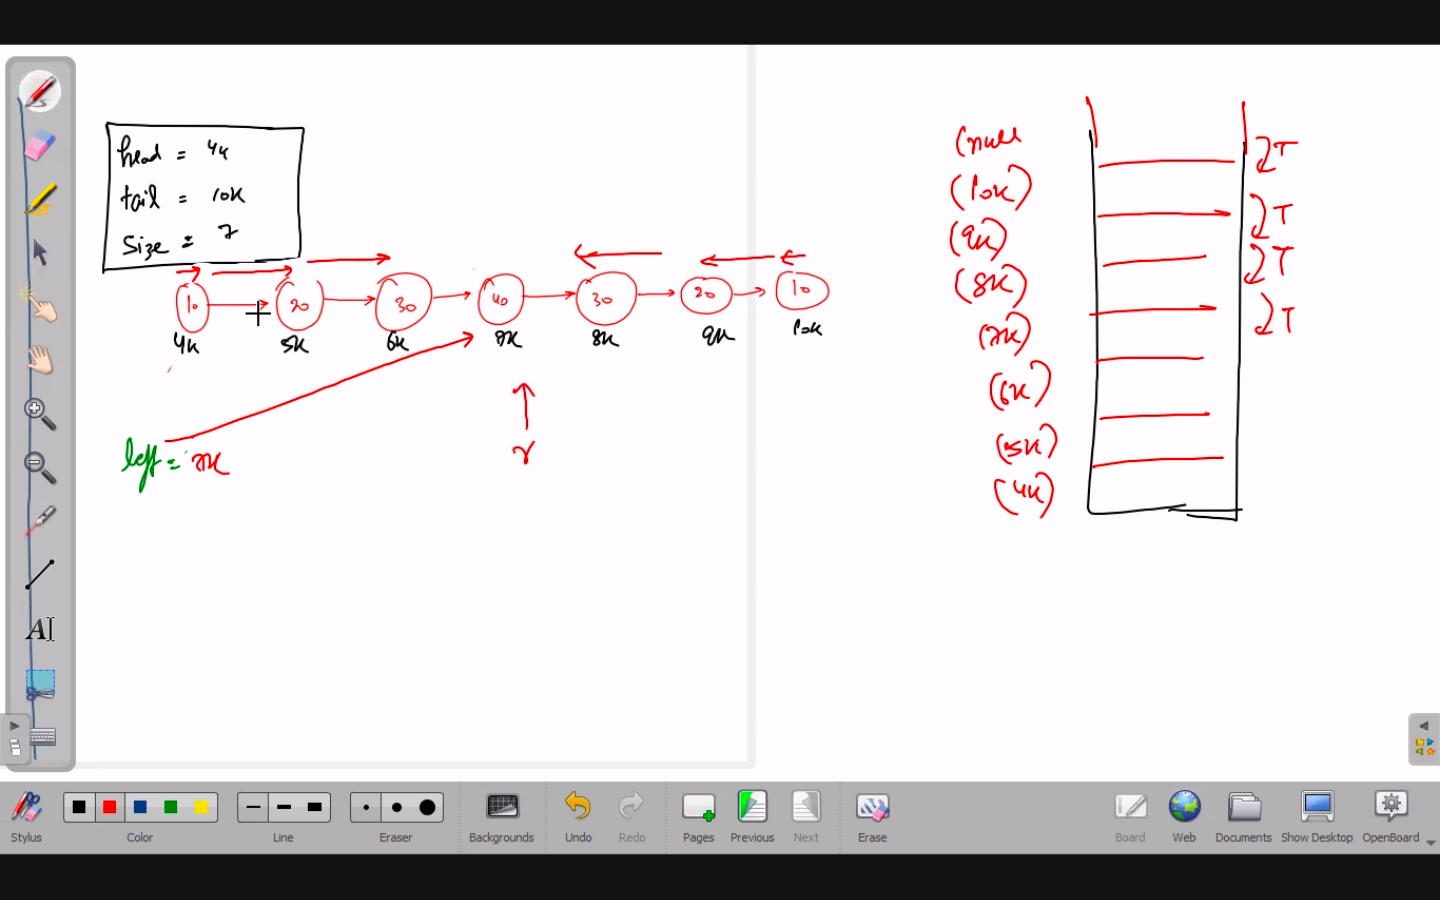 head = 4k
tail = 10k
size = 7
10 20 30 40 30 20 10
4k 5k 6k 7k 8k 9k 10k
left = 7k
r
(null
(10k)
(9k)
(8k)
(7k)
(6k)
(5k)
(4k)
T
T
T
T
AI
Stylus Color Line Eraser Backgrounds Undo Redo Pages Previous Next Erase Board Web Documents Show Desktop OpenBoard